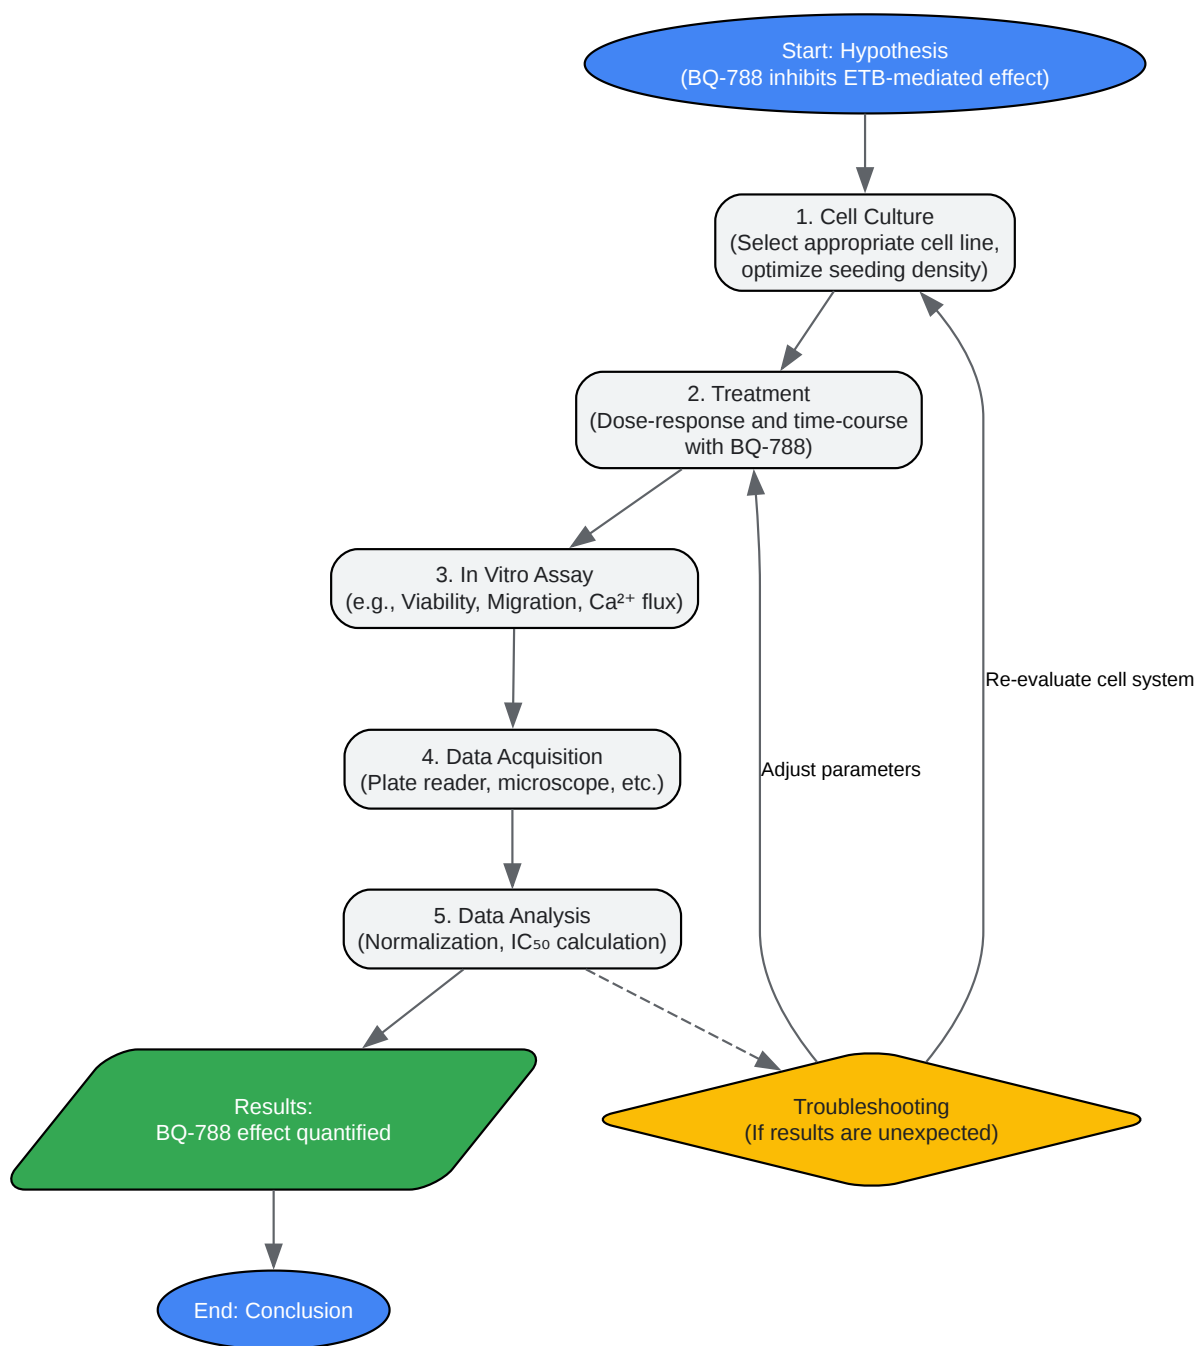 Start: Hypothesis
(BQ-788 inhibits ETB-mediated effect)
1. Cell Culture
(Select appropriate cell line,
optimize seeding density)
2. Treatment
(Dose-response and time-course
with BQ-788)
3. In Vitro Assay
(e.g., Viability, Migration, Ca²⁺ flux)
Re-evaluate cell system
4. Data Acquisition
(Plate reader, microscope, etc.)
Adjust parameters
5. Data Analysis
(Normalization, IC₅₀ calculation)
Results:
BQ-788 effect quantified
Troubleshooting
(If results are unexpected)
End: Conclusion